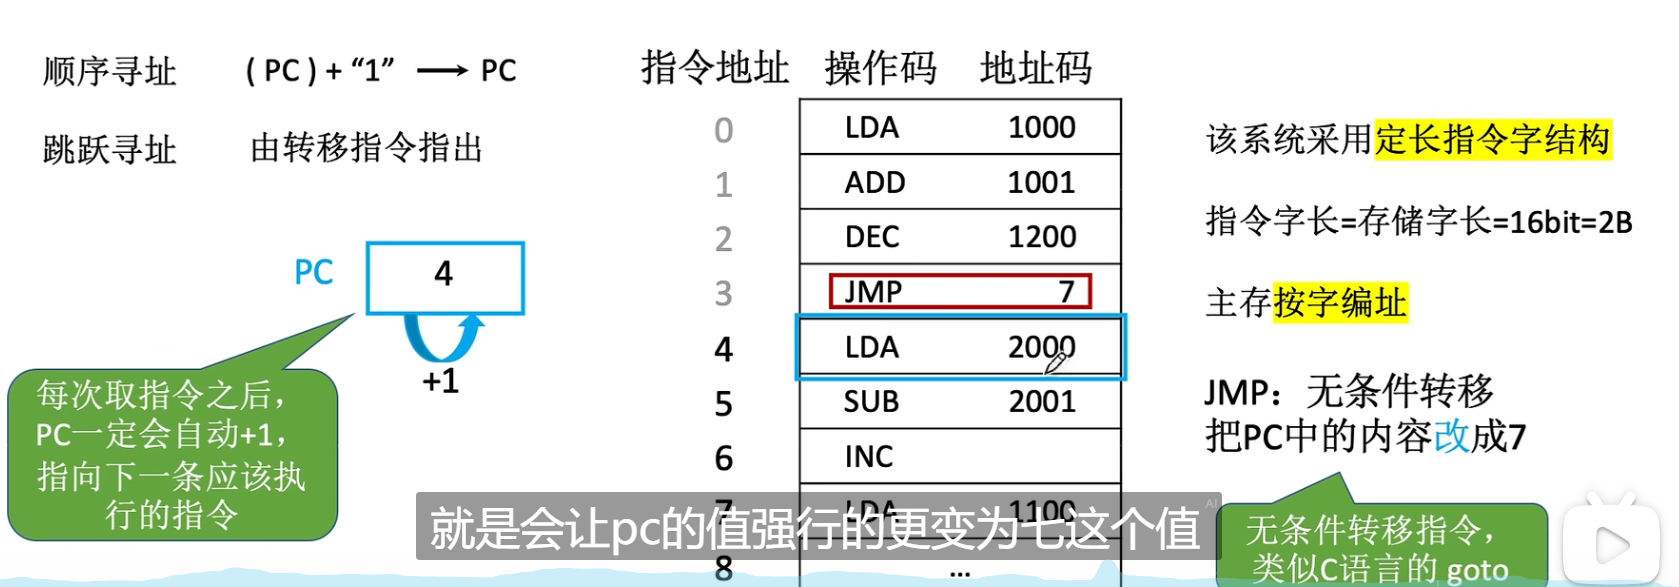 顺序寻址 ( PC ) + “1” → PC
跳跃寻址 由转移指令指出
PC 4
+1
每次取指令之后，
PC一定会自动+1，
指向下一条应该执
行的指令
指令地址 操作码 地址码
0 LDA 1000
1 ADD 1001
2 DEC 1200
3 JMP 7
4 LDA 2000
5 SUB 2001
6 INC
7 LDA 1100
8 ...
该系统采用定长指令字结构
指令字长=存储字长=16bit=2B
主存按字编址
JMP：无条件转移
把PC中的内容改成7
无条件转移指令，
类似C语言的 goto
就是会让pc的值强行的更变为七这个值
AI